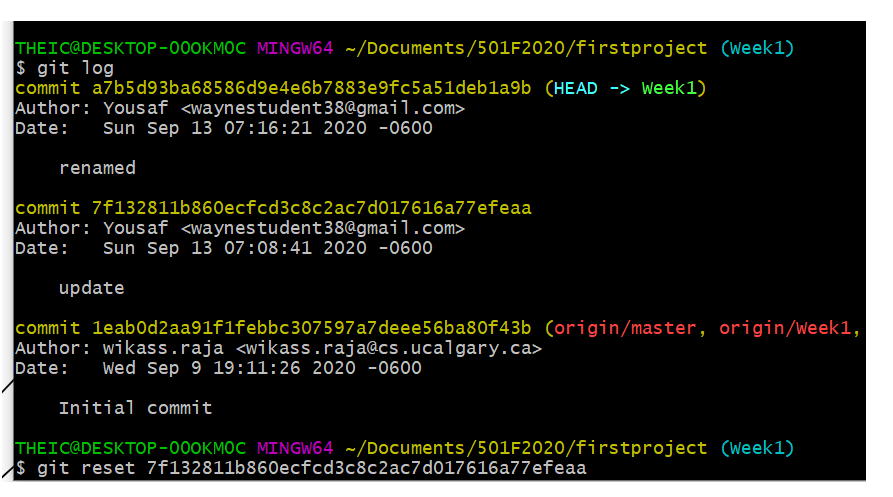 THEIC@DESKTOP-OOOKMOC MINGW64 ~/Documents/501F2020/firstproject (Week1)
$ git log
commit a7b5d93ba68586d9e4e6b7883e9fc5a51deb1a9b (HEAD -> Week1)
Author: Yousaf <waynestudent38@gmail.com>
Date:   Sun Sep 13 07:16:21 2020 -0600
renamed
commit 7f132811b860ecfcd3c8c2ac7d017616a77efeaa
Author: Yousaf <waynestudent38@gmail.com>
Date:   Sun Sep 13 07:08:41 2020 -0600
update
commit 1eab0d2aa91f1febbc307597a7deee56ba80f43b (origin/master, origin/Week1,
Author: wikass.raja <wikass.raja@cs.ucalgary.ca>
Date:   Wed Sep 9 19:11:26 2020 -0600
Initial commit
THEIC@DESKTOP-OOOKMOC MINGW64 ~/Documents/501F2020/firstproject (Week1)
$ git reset 7f132811b860ecfcd3c8c2ac7d017616a77efeaa